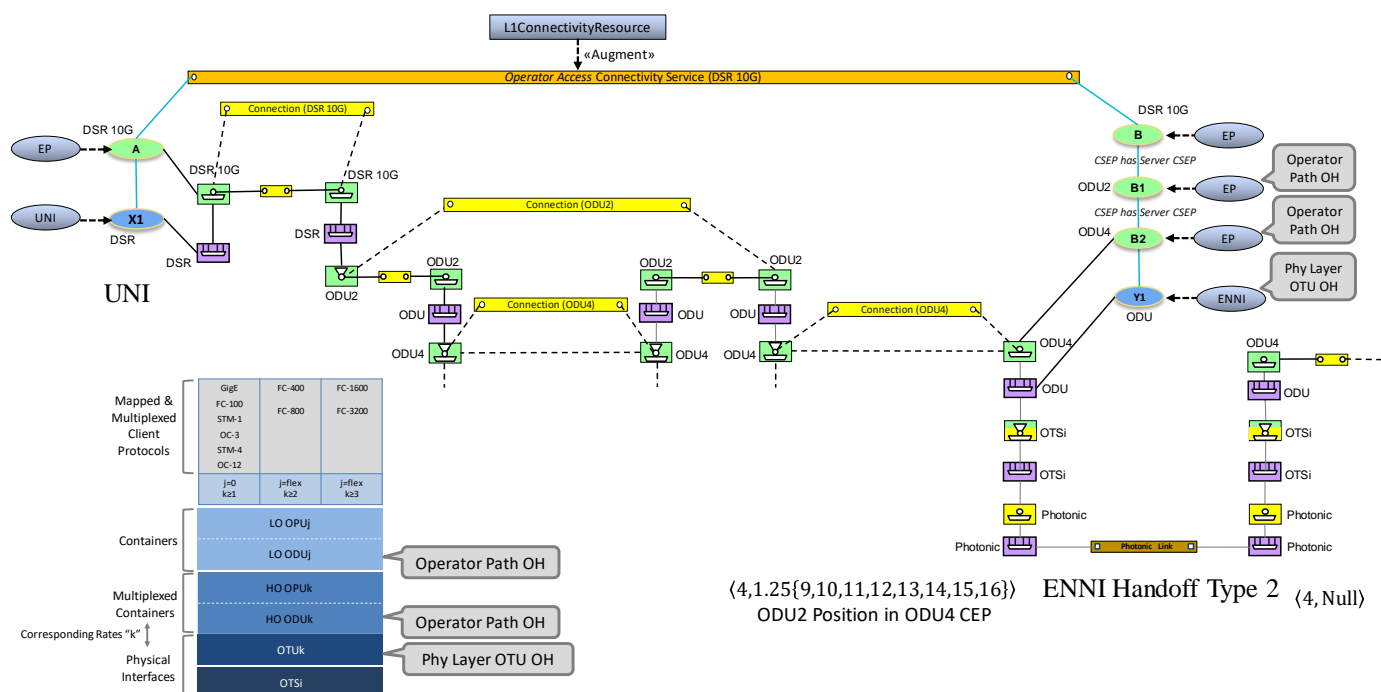 L1ConnectivityResource
«Augment»
Operator Access Connectivity Service (DSR 10G)
Connection (DSR 10G)
DSR 10G
EP
A
DSR 10G
DSR 10G
UNI
X1
DSR
DSR
DSR
UNI
ODU2
Connection (ODU2)
ODU2
ODU
ODU4
Connection (ODU4)
ODU2
ODU2
ODU
ODU
ODU4
ODU4
Connection (ODU4)
DSR 10G
B
EP
CSEP has Server CSEP
Operator
Path OH
ODU2
B1
EP
CSEP has Server CSEP
Operator
Path OH
ODU4
B2
EP
Phy Layer
OTU OH
Y1
ENNI
ODU
ODU4
ODU
OTSi
OTSi
Photonic
Photonic
Photonic Link
ODU4
ODU
OTSi
OTSi
Photonic
Photonic
Mapped &
Multiplexed
Client
Protocols
GigE
FC-100
STM-1
OC-3
STM-4
OC-12
FC-400
FC-800
FC-1600
FC-3200
j=0
k≥1
j=flex
k≥2
j=flex
k≥3
Containers
LO OPUj
LO ODUj
Operator Path OH
Multiplexed
Containers
HO OPUk
HO ODUk
Operator Path OH
Corresponding Rates “k”
Physical
Interfaces
OTUk
Phy Layer OTU OH
OTSi
⟨4,1.25{9,10,11,12,13,14,15,16}⟩
ODU2 Position in ODU4 CEP
ENNI Handoff Type 2
⟨4, Null⟩